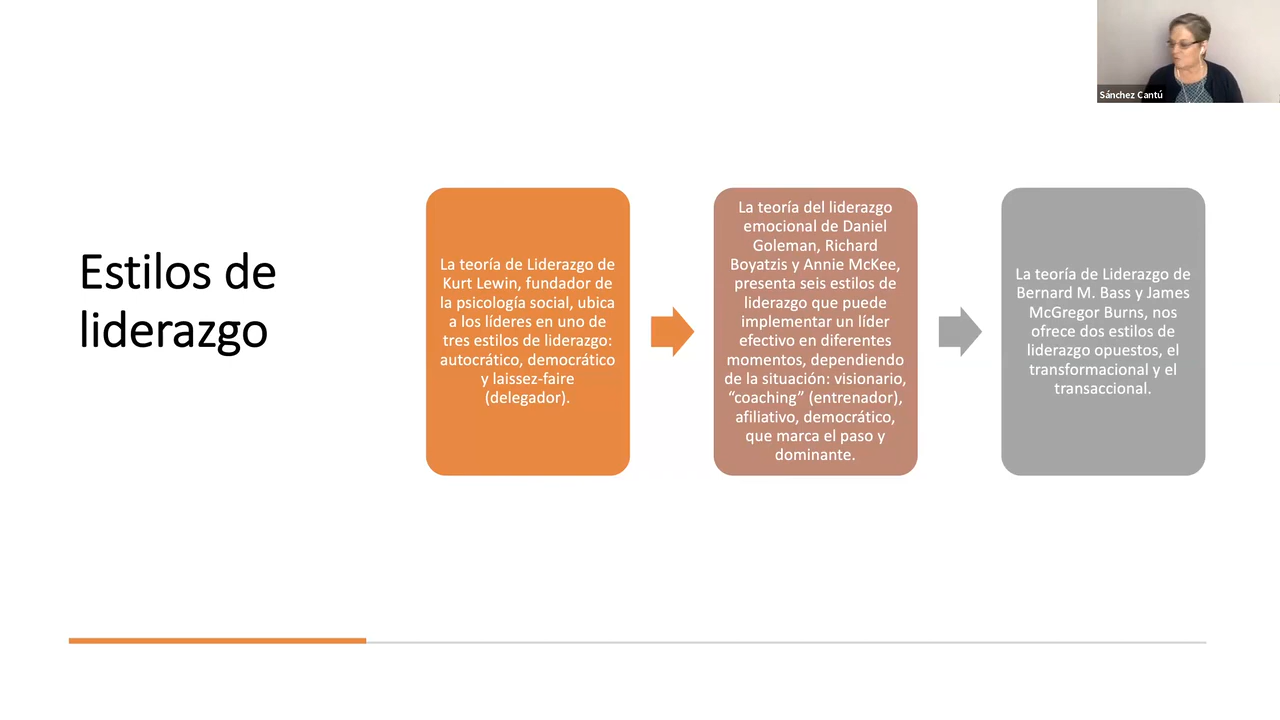 Sánchez Cantú
Estilos de
liderazgo
La teoría de Liderazgo de
Kurt Lewin, fundador de
la psicología social, ubica
a los líderes en uno de
tres estilos de liderazgo:
autocrático, democrático
y laissez-faire
(delegador).
La teoría del liderazgo
emocional de Daniel
Goleman, Richard
Boyatzis y Annie McKee,
presenta seis estilos de
liderazgo que puede
implementar un líder
efectivo en diferentes
momentos, dependiendo
de la situación: visionario,
“coaching” (entrenador),
afiliativo, democrático,
que marca el paso y
dominante.
La teoría de Liderazgo de
Bernard M. Bass y James
McGregor Burns, nos
ofrece dos estilos de
liderazgo opuestos, el
transformacional y el
transaccional.